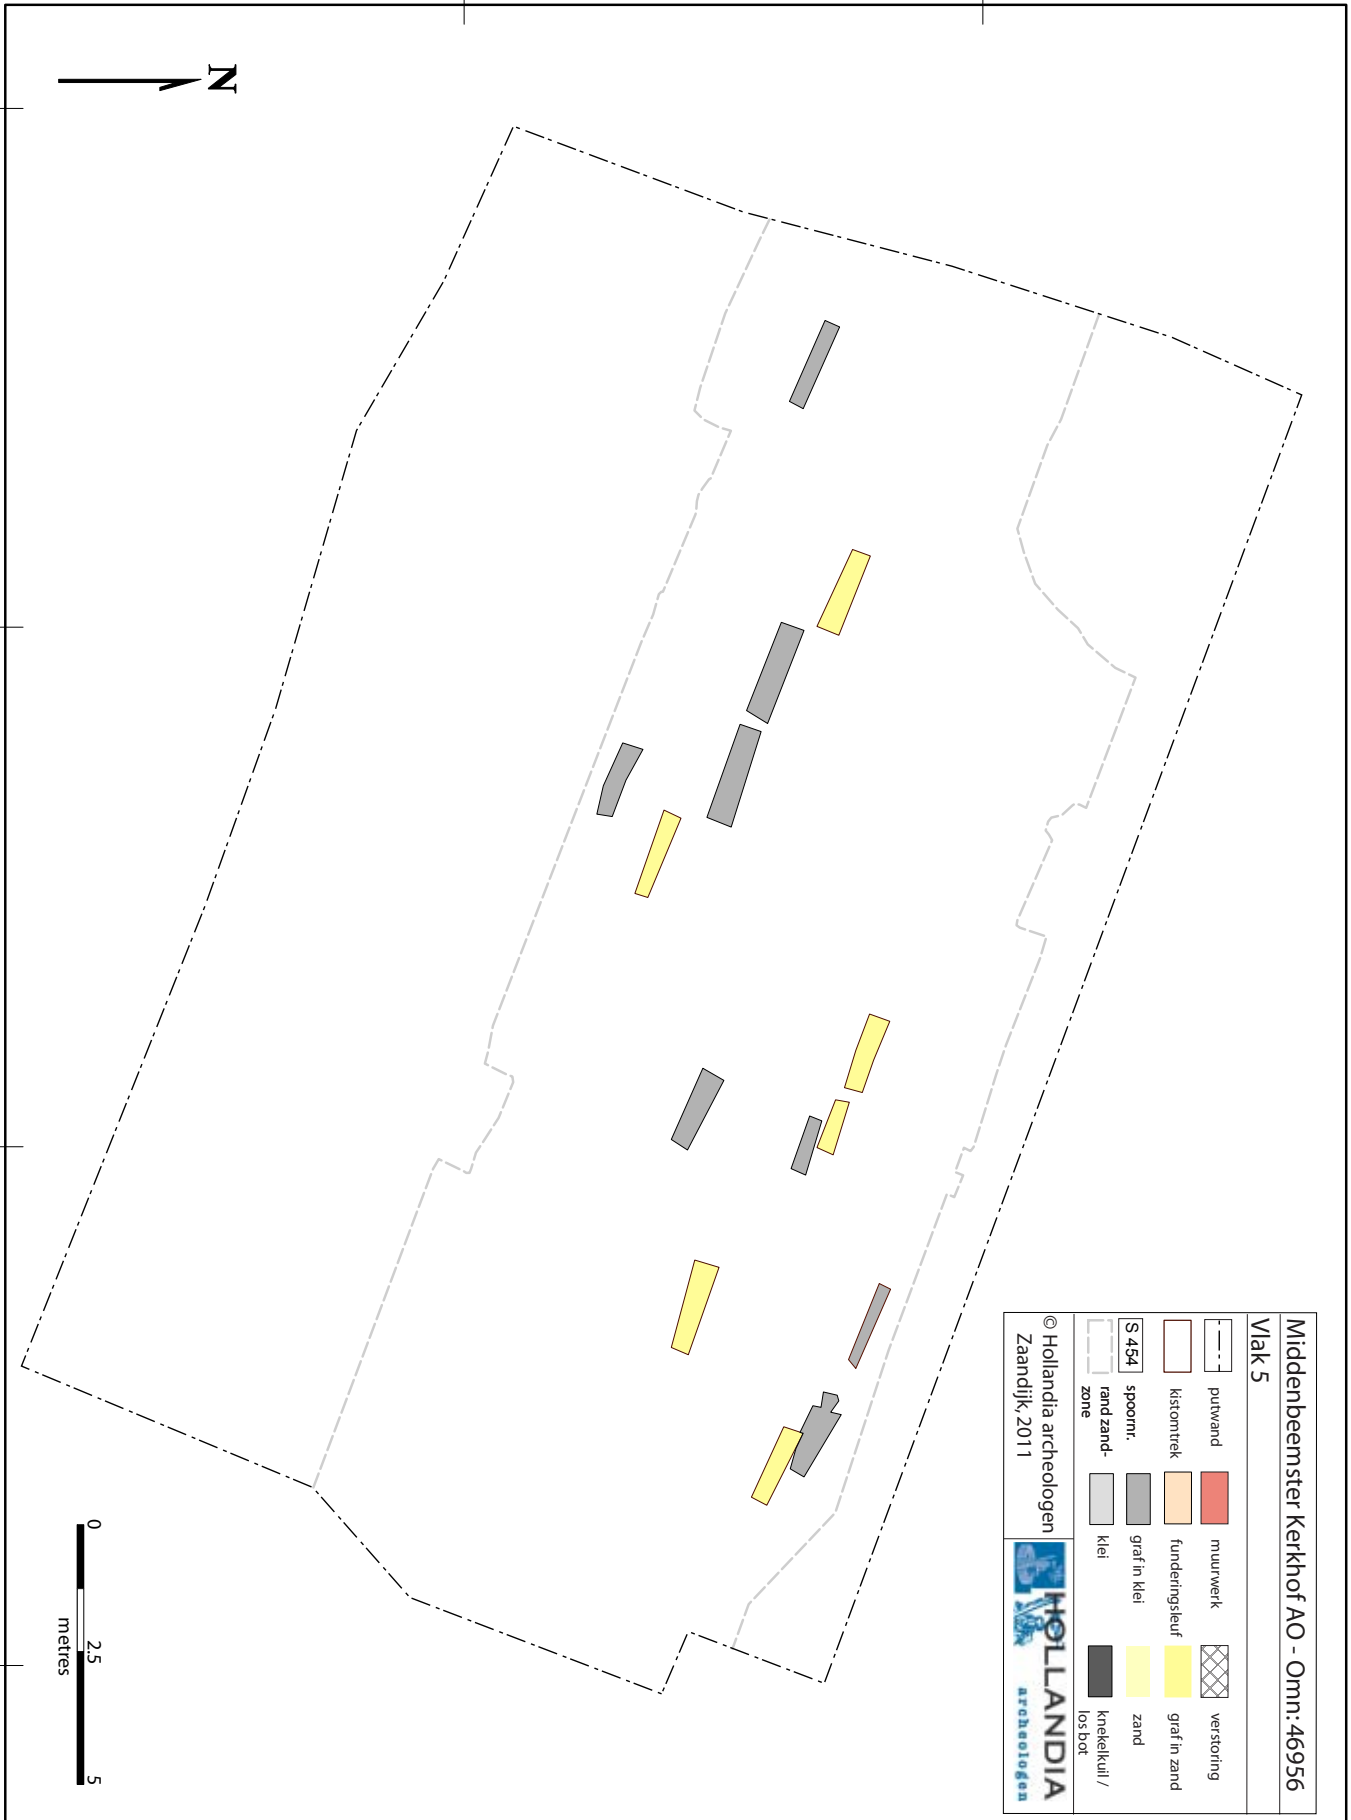 N
Middenbeemster Kerkhof AO - Omn: 46956
Vlak 5
putwand
kistomtrek
S 454 spoornr.
rand zand-
zone
muurwerk
funderingsleuf
graf in klei
klei
verstoring
graf in zand
zand
knekelkuil /
los bot
© Hollandia archeologen
Zaandijk, 2011
HOLLANDIA
archeologen
0 2.5 5
metres